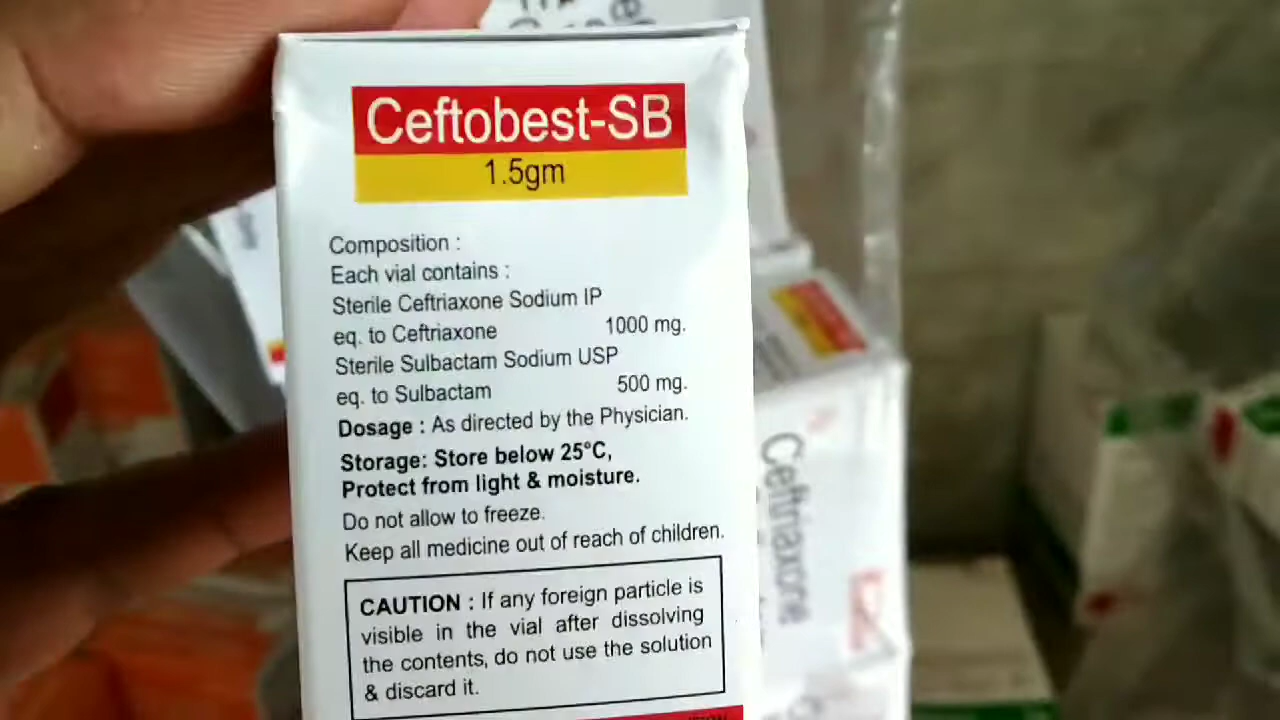 Ceftobest-SB
1.5gm
Composition :
Each vial contains :
Sterile Ceftriaxone Sodium IP
eq. to Ceftriaxone 1000 mg.
Sterile Sulbactam Sodium USP
eq. to Sulbactam 500 mg.
Dosage : As directed by the Physician.
Storage: Store below 25°C,
Protect from light & moisture.
Do not allow to freeze.
Keep all medicine out of reach of children.
CAUTION : If any foreign particle is
visible in the vial after dissolving
the contents, do not use the solution
& discard it.
Ceftriaxone